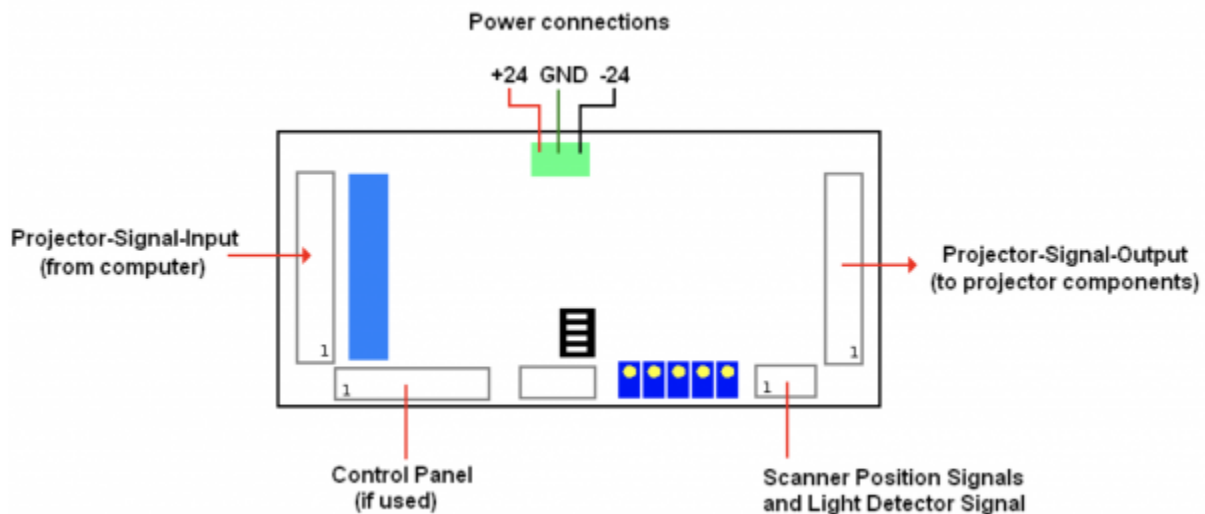 Power connections
+24 GND -24
Projector-Signal-Input
(from computer)
Projector-Signal-Output
(to projector components)
1
1
1
1
Control Panel
(if used)
Scanner Position Signals
and Light Detector Signal